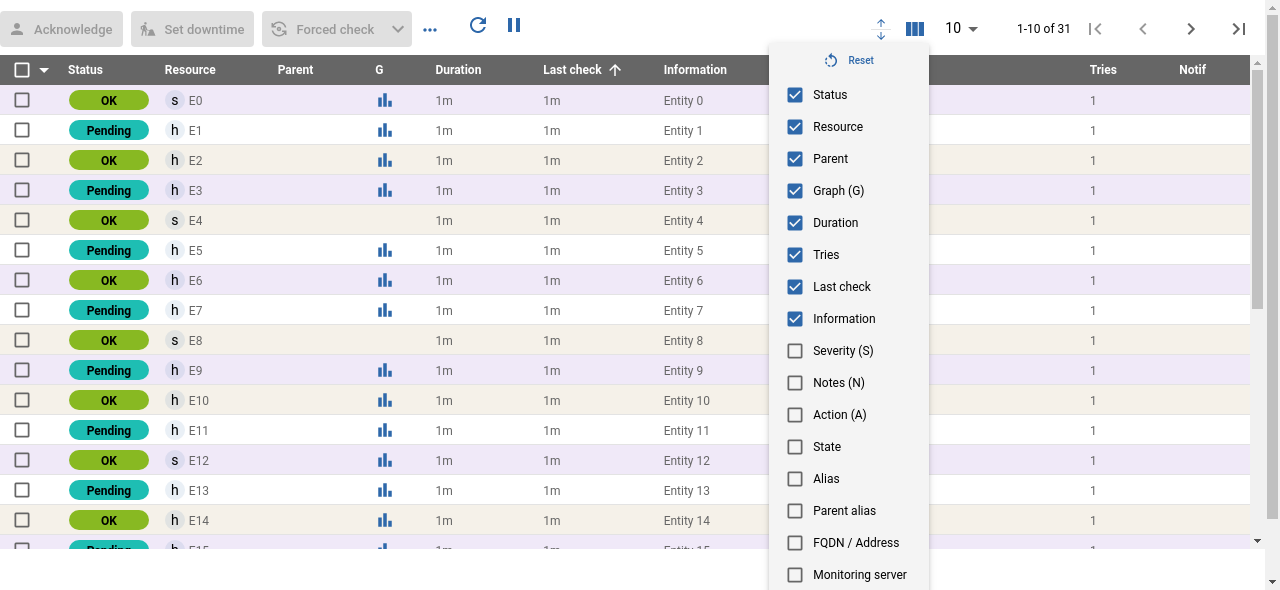 Acknowledge Set downtime Forced check 10 1-10 of 31
Status Resource Parent G Duration Last check Information Tries Notif
OK s E0 1m 1m Entity 0 1
Pending h E1 1m 1m Entity 1 1
OK h E2 1m 1m Entity 2 1
Pending h E3 1m 1m Entity 3 1
OK s E4 1m 1m Entity 4 1
Pending h E5 1m 1m Entity 5 1
OK h E6 1m 1m Entity 6 1
Pending h E7 1m 1m Entity 7 1
OK s E8 1m 1m Entity 8 1
Pending h E9 1m 1m Entity 9 1
OK h E10 1m 1m Entity 10 1
Pending h E11 1m 1m Entity 11 1
OK s E12 1m 1m Entity 12 1
Pending h E13 1m 1m Entity 13 1
OK h E14 1m 1m Entity 14 1
Reset
Status
Resource
Parent
Graph (G)
Duration
Tries
Last check
Information
Severity (S)
Notes (N)
Action (A)
State
Alias
Parent alias
FQDN / Address
Monitoring server